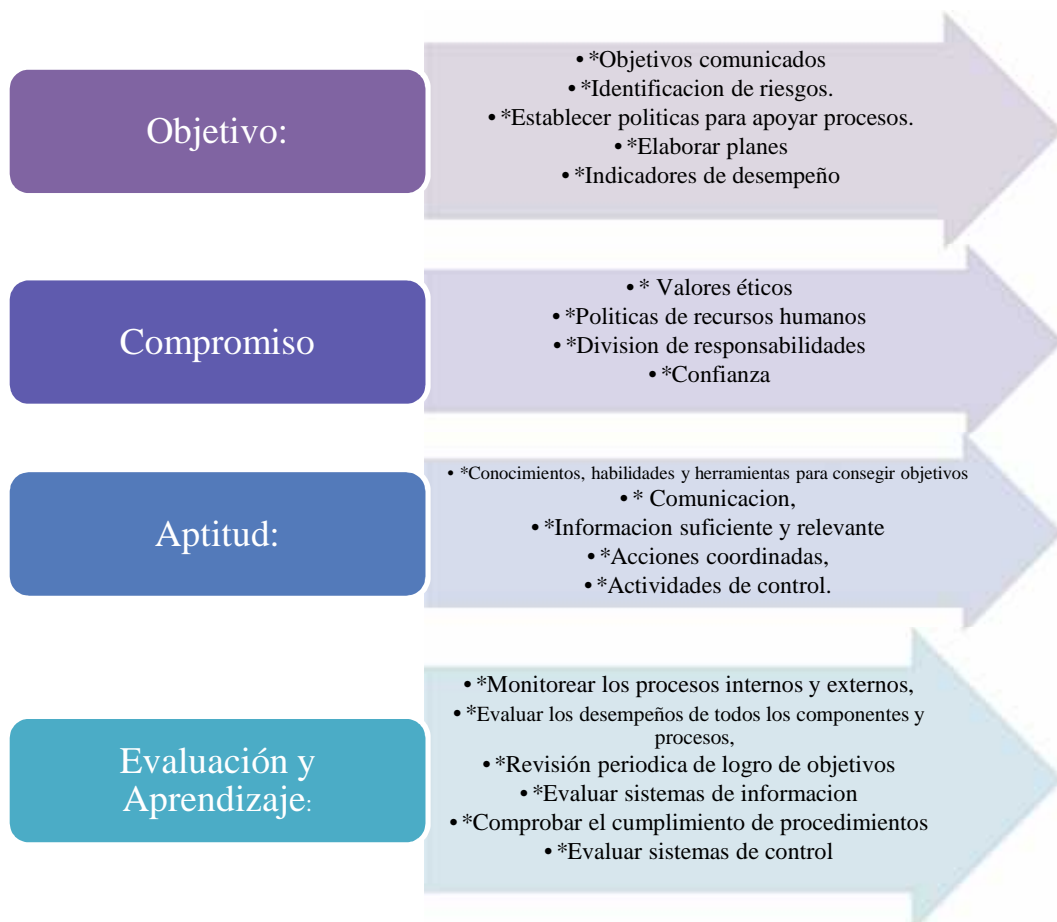 Objetivo:
• *Objetivos comunicados
• *Identificacion de riesgos.
• *Establecer politicas para apoyar procesos.
• *Elaborar planes
• *Indicadores de desempeño
Compromiso
• * Valores éticos
• *Politicas de recursos humanos
• *Division de responsabilidades
• *Confianza
Aptitud:
• *Conocimientos, habilidades y herramientas para consegir objetivos
• * Comunicacion,
• *Informacion suficiente y relevante
• *Acciones coordinadas,
• *Actividades de control.
Evaluación y
Aprendizaje:
• *Monitorear los procesos internos y externos,
• *Evaluar los desempeños de todos los componentes y
procesos,
• *Revisión periodica de logro de objetivos
• *Evaluar sistemas de informacion
• *Comprobar el cumplimiento de procedimientos
• *Evaluar sistemas de control